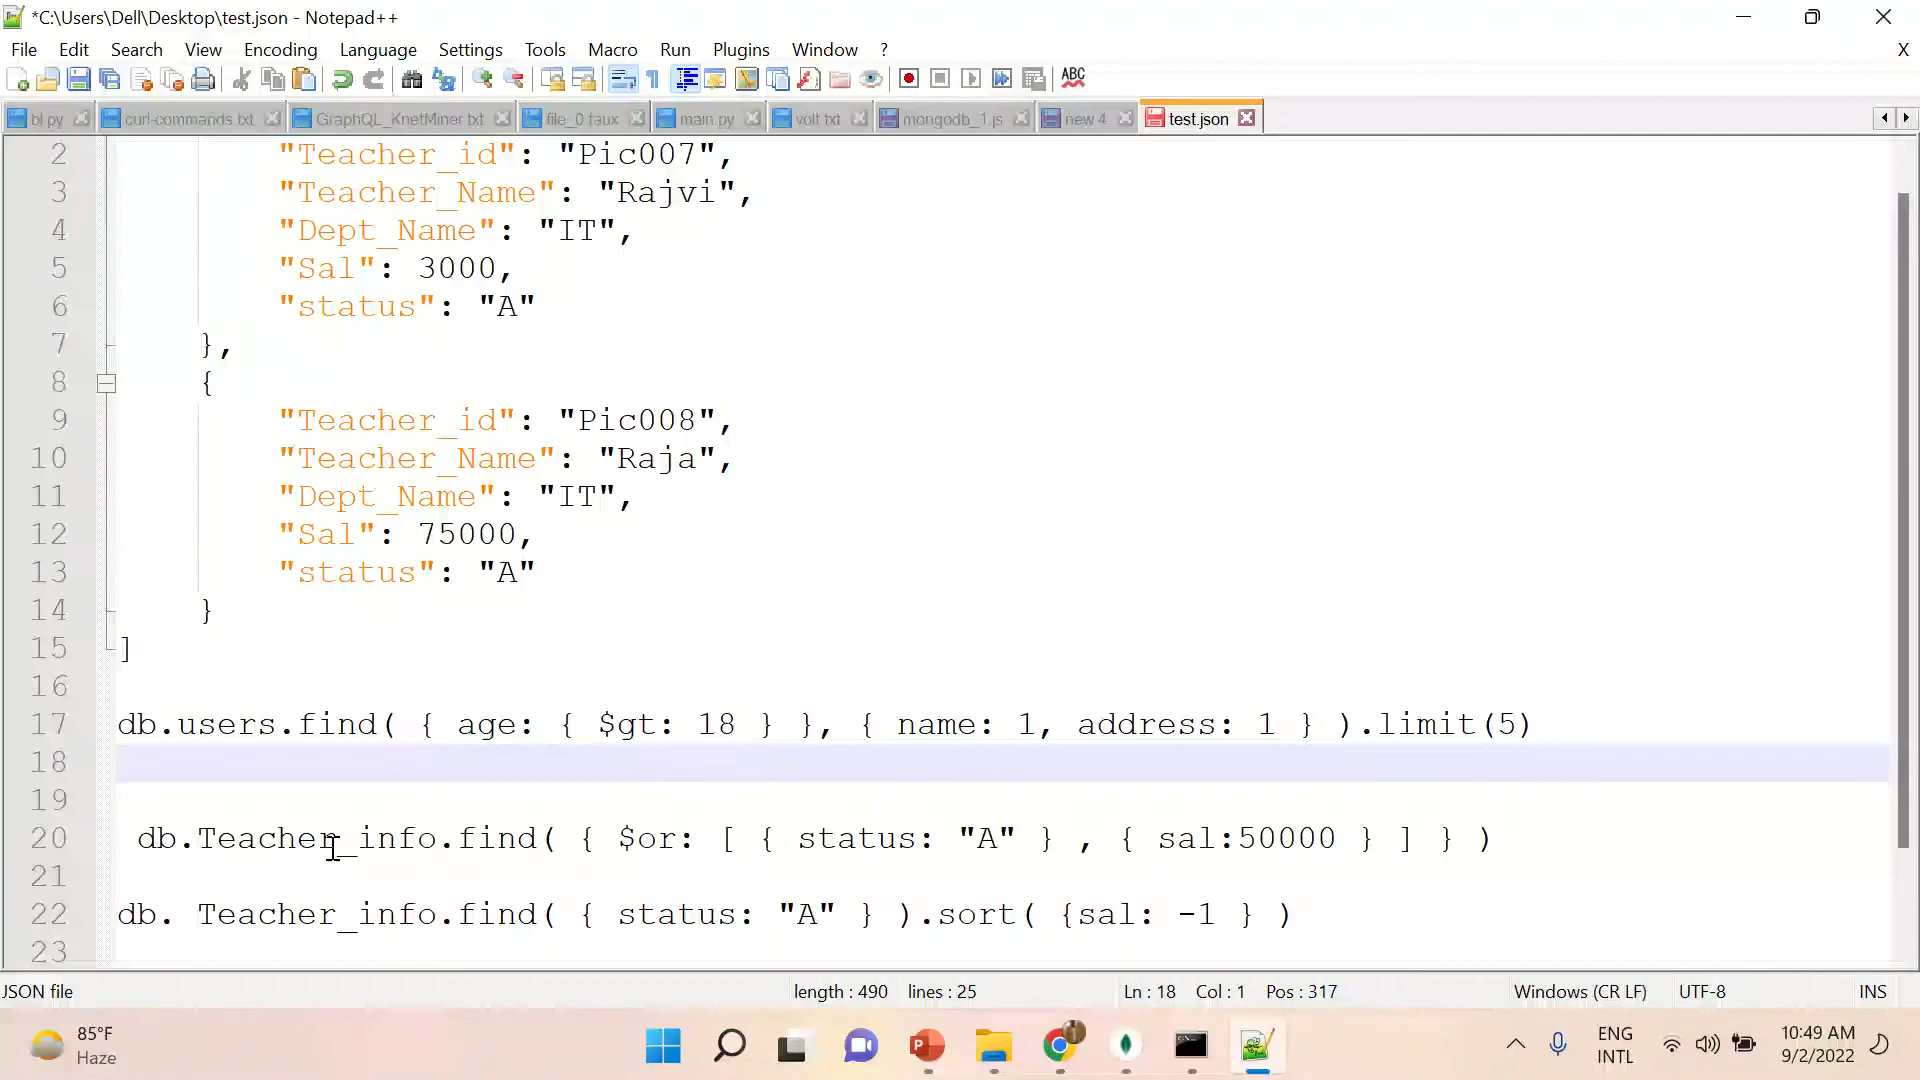 *C:\Users\Dell\Desktop\test.json - Notepad++
File Edit Search View Encoding Language Settings Tools Macro Run Plugins Window ? X
ABC
bl.py curl-commands.txt GraphQL_KnetMiner.txt file_0.faux main.py volt.txt mongodb_1.js new 4 test.json
2 "Teacher_id": "Pic007",
3 "Teacher_Name": "Rajvi",
4 "Dept_Name": "IT",
5 "Sal": 3000,
6 "status": "A"
7 },
8 {
9 "Teacher_id": "Pic008",
10 "Teacher_Name": "Raja",
11 "Dept_Name": "IT",
12 "Sal": 75000,
13 "status": "A"
14 }
15 ]
16
17 db.users.find( { age: { $gt: 18 } }, { name: 1, address: 1 } ).limit(5)
18
19
20 db.Teacher_info.find( { $or: [ { status: "A" } , { sal:50000 } ] } )
21
22 db. Teacher_info.find( { status: "A" } ).sort( {sal: -1 } )
23
JSON file length : 490 lines : 25 Ln : 18 Col : 1 Pos : 317 Windows (CR LF) UTF-8 INS
85°F
Haze
ENG
INTL
10:49 AM
9/2/2022